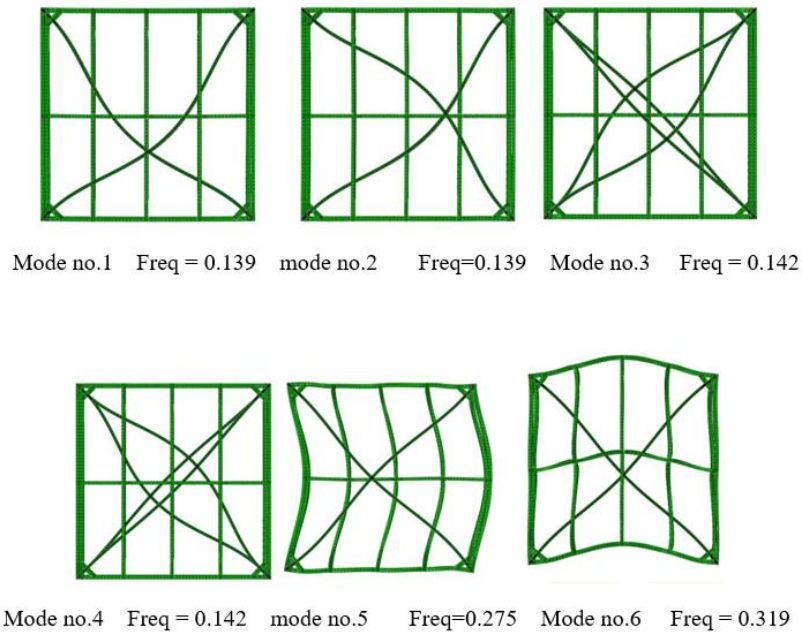 Mode no.1 Freq = 0.139 mode no.2 Freq=0.139 Mode no.3 Freq = 0.142
Mode no.4 Freq = 0.142 mode no.5 Freq=0.275 Mode no.6 Freq = 0.319